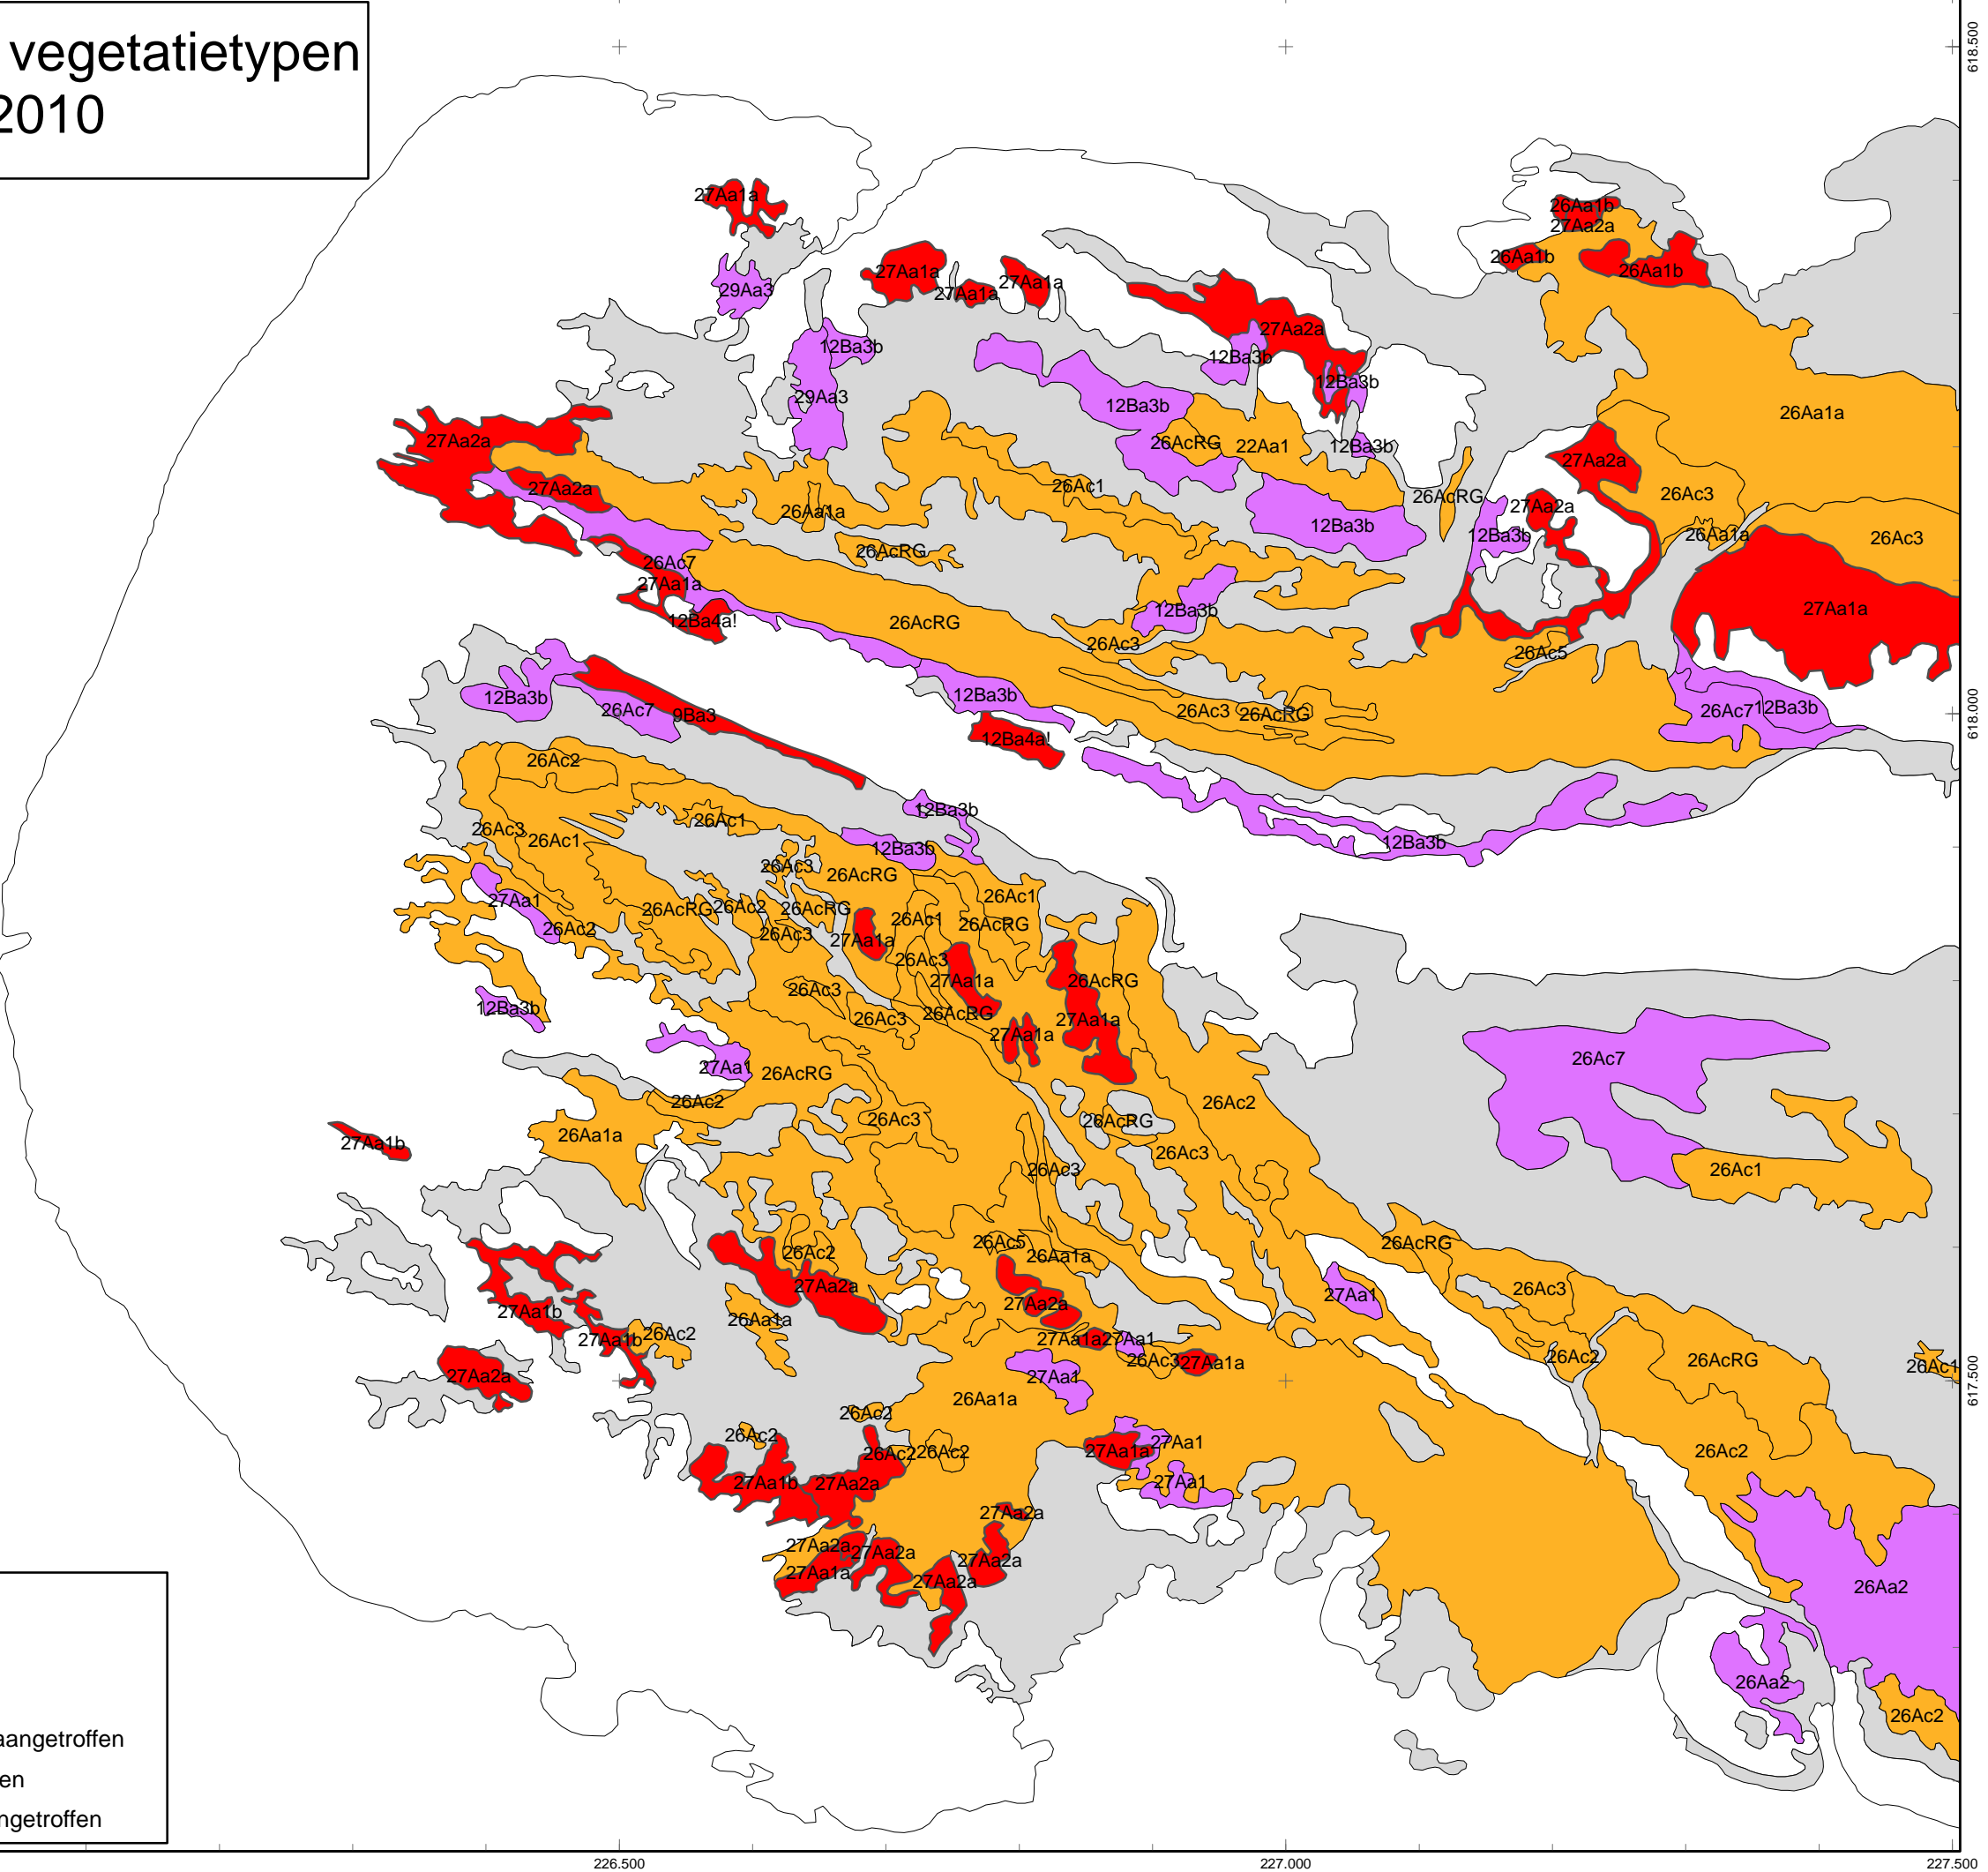 vegetatietypen
2010
618.500
27Aa1a
26Aa1b
27Aa2a
26Aa1b
26Aa1b
27Aa1a
27Aa1a
27Aa1a
29Aa3
27Aa2a
12Ba3b
12Ba3b
12Ba3b
29Aa3
12Ba3b
26Aa1a
27Aa2a
26AcRG
22Aa1
12Ba3b
27Aa2a
27Aa2a
26Ac1
26AcRG
26Ac3
26Aa1a
27Aa2a
12Ba3b
12Ba3b
26Aa1a
26Ac3
26AcRG
26Ac7
27Aa1a
12Ba3b
27Aa1a
12Ba4a!
26AcRG
26Ac3
26Ac5
12Ba3b
26Ac7
9Ba3
12Ba3b
26Ac3
26AcRG
26Ac7
12Ba3b
618.000
12Ba4a!
26Ac2
12Ba3b
26Ac1
26Ac3
26Ac1
12Ba3b
12Ba3b
26Ac3
26AcRG
26Ac1
27Aa1
26AcRG
26Ac2
26AcRG
26Ac1
26AcRG
26Ac2
26Ac3
27Aa1a
26Ac3
27Aa1a
26AcRG
26Ac3
12Ba3b
26Ac3
26AcRG
27Aa1a
27Aa1a
26Ac7
27Aa1
26AcRG
26Ac2
26Ac2
26Ac3
26AcRG
27Aa1b
26Aa1a
26Ac3
26Ac3
26Ac1
26Ac5
26AcRG
26Ac2
26Aa1a
27Aa2a
26Ac3
27Aa1
27Aa2a
27Aa1b
26Aa1a
27Aa1b
26Ac2
27Aa1a
27Aa1
26Ac3
27Aa1a
26Ac2
26AcRG
26Ac1
27Aa2a
27Aa1
617.500
26Aa1a
26Ac2
26Ac2
26Ac2
26Ac2
27Aa1a
27Aa1
26Ac2
27Aa1b
27Aa2a
27Aa1
27Aa2a
27Aa2a
27Aa2a
27Aa2a
27Aa1a
27Aa2a
26Aa2
26Aa2
26Ac2
aangetroffen
en
ngetroffen
226.500
227.000
227.500